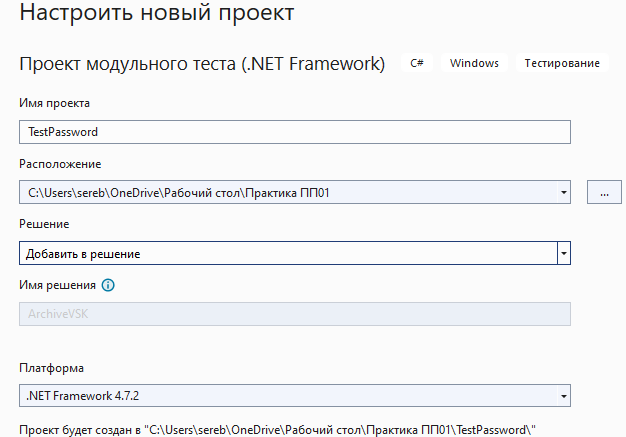 Настроить новый проект
Проект модульного теста (.NET Framework) C# Windows Тестирование
Имя проекта
TestPassword
Расположение
C:\Users\sereb\OneDrive\Рабочий стол\Практика ПП01 ...
Решение
Добавить в решение
Имя решения
ArchiveVSK
Платформа
.NET Framework 4.7.2
Проект будет создан в "C:\Users\sereb\OneDrive\Рабочий стол\Практика ПП01\TestPassword\"